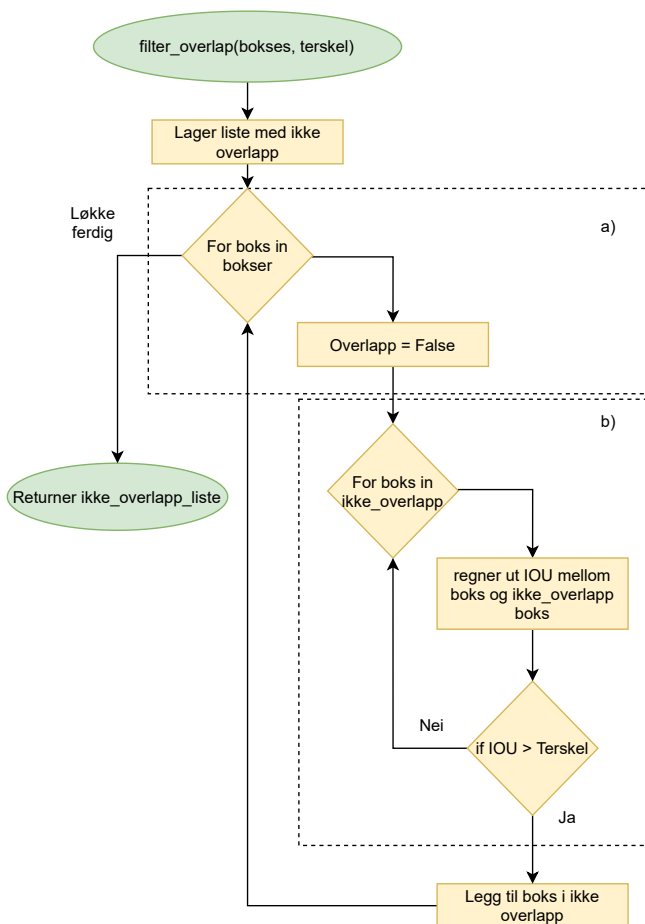 filter_overlap(bokses, terskel)
Lager liste med ikke
overlapp
Løkke
ferdig
a)
For boks in
bokser
Overlapp = False
b)
For boks in
ikke_overlapp
Returner ikke_overlapp_liste
regner ut IOU mellom
boks og ikke_overlapp
boks
Nei
if IOU > Terskel
Ja
Legg til boks i ikke
overlapp